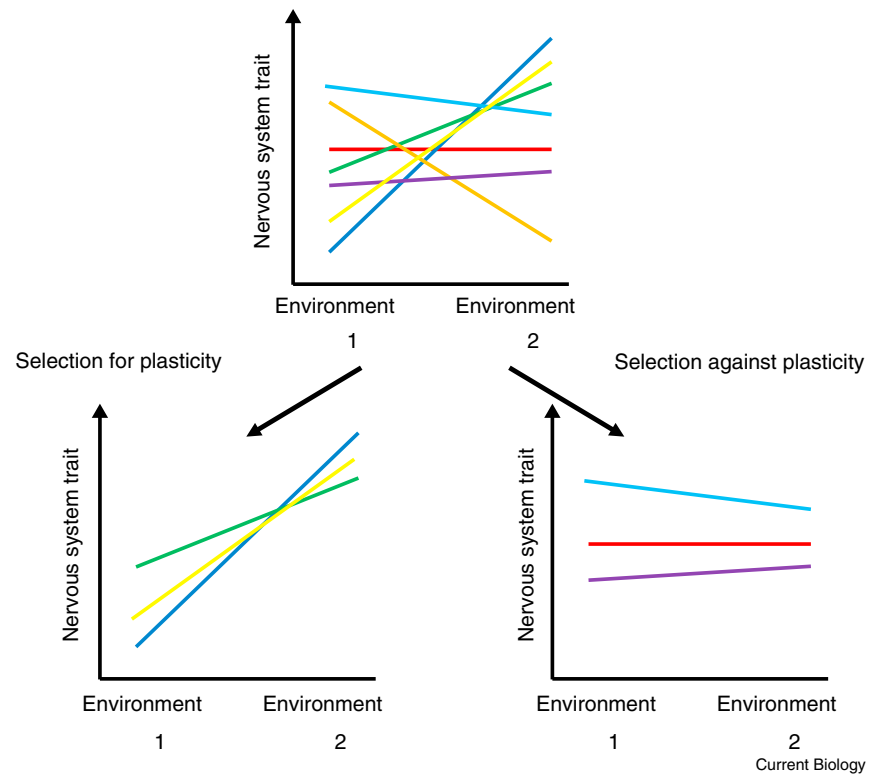 Nervous system trait
Environment Environment
1 2
Selection for plasticity Selection against plasticity
Nervous system trait Nervous system trait
Environment Environment Environment Environment
1 2 1 2
Current Biology